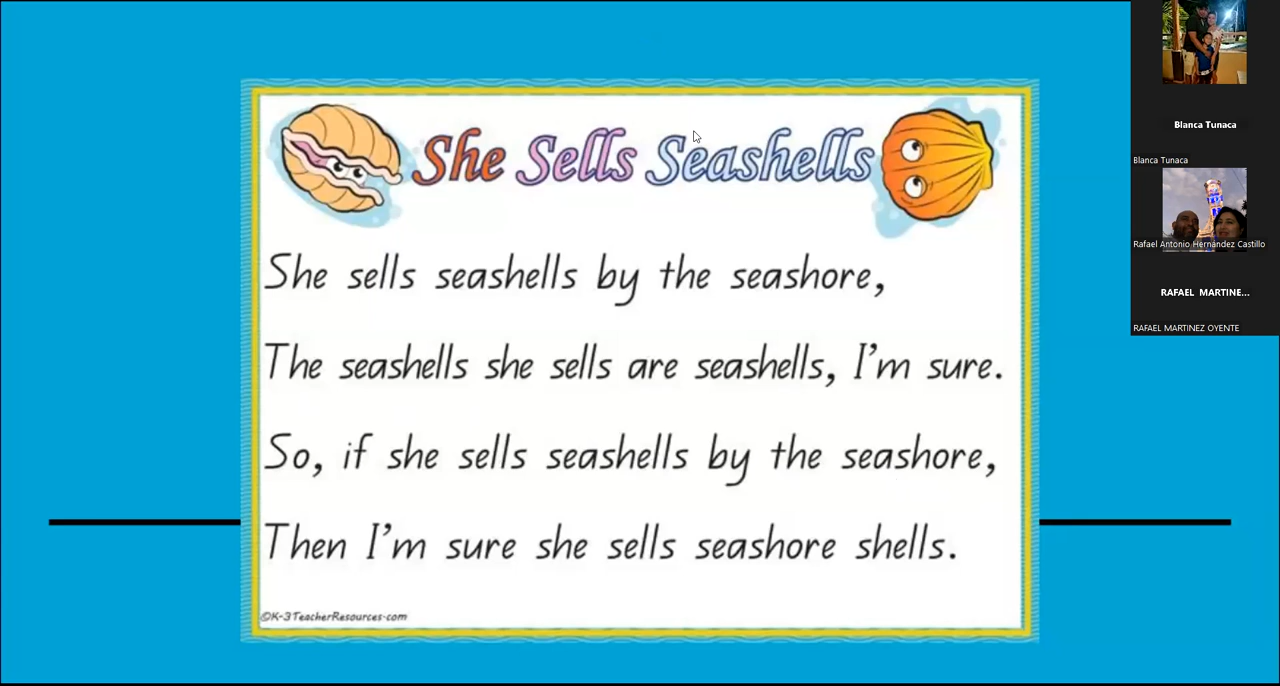 She Sells Seashells
She sells seashells by the seashore,
The seashells she sells are seashells, I'm sure.
So, if she sells seashells by the seashore,
Then I'm sure she sells seashore shells.
©K-3TeacherResources.com
Blanca Tunaca
Blanca Tunaca
Rafael Antonio Hernández Castillo
RAFAEL MARTINE...
RAFAEL MARTINEZ OYENTE